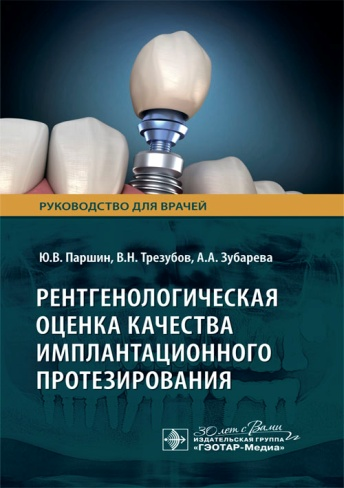 РУКОВОДСТВО ДЛЯ ВРАЧЕЙ
Ю.В. Паршин, В.Н. Трезубов, А.А. Зубарева
РЕНТГЕНОЛОГИЧЕСКАЯ
ОЦЕНКА КАЧЕСТВА
ИМПЛАНТАЦИОННОГО
ПРОТЕЗИРОВАНИЯ
30 лет с Вами
ИЗДАТЕЛЬСКАЯ ГРУППА
«ГЭОТАР-Медиа»